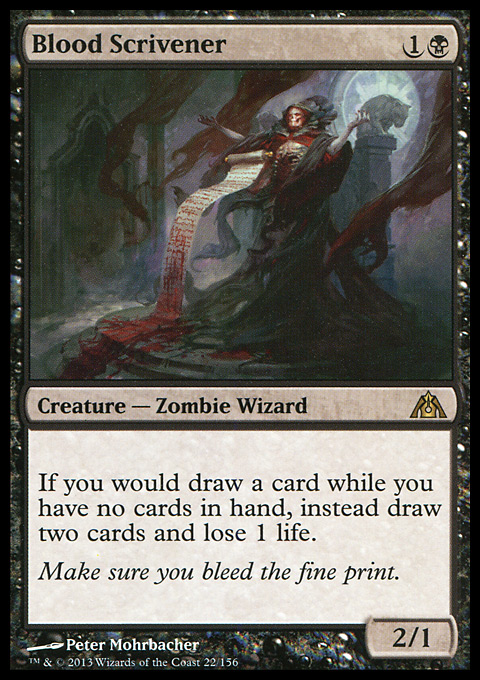 Blood Scrivener 1
Creature — Zombie Wizard
If you would draw a card while you
have no cards in hand, instead draw
two cards and lose 1 life.
Make sure you bleed the fine print.
2/1
Peter Mohrbacher
™ & © 2013 Wizards of the Coast 22/156